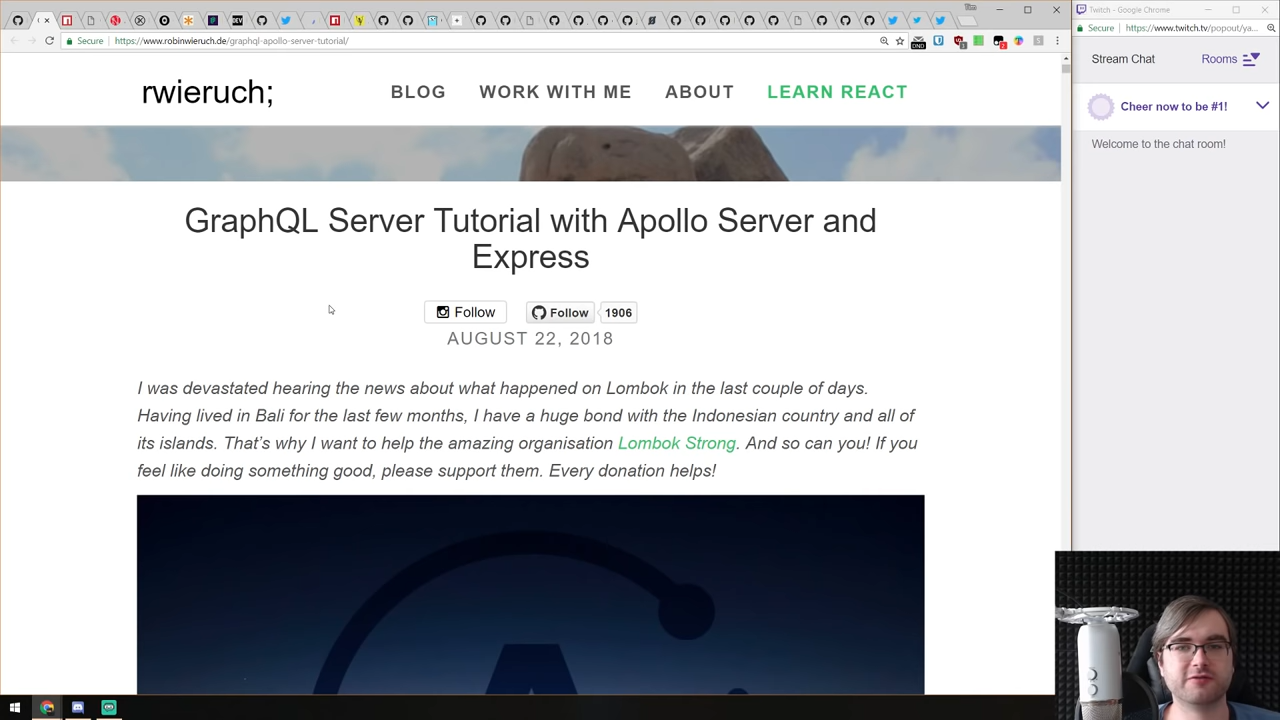 Tim
Twitch - Google Chrome
Secure
https://www.robinwieruch.de/graphql-apollo-server-tutorial/
DND
Secure
https://www.twitch.tv/popout/ya...
rwieruch;
BLOG
WORK WITH ME
ABOUT
LEARN REACT
Stream Chat
Rooms
Cheer now to be #1!
Welcome to the chat room!
GraphQL Server Tutorial with Apollo Server and
Express
Follow
Follow
1906
AUGUST 22, 2018
I was devastated hearing the news about what happened on Lombok in the last couple of days.
Having lived in Bali for the last few months, I have a huge bond with the Indonesian country and all of
its islands. That’s why I want to help the amazing organisation Lombok Strong. And so can you! If you
feel like doing something good, please support them. Every donation helps!